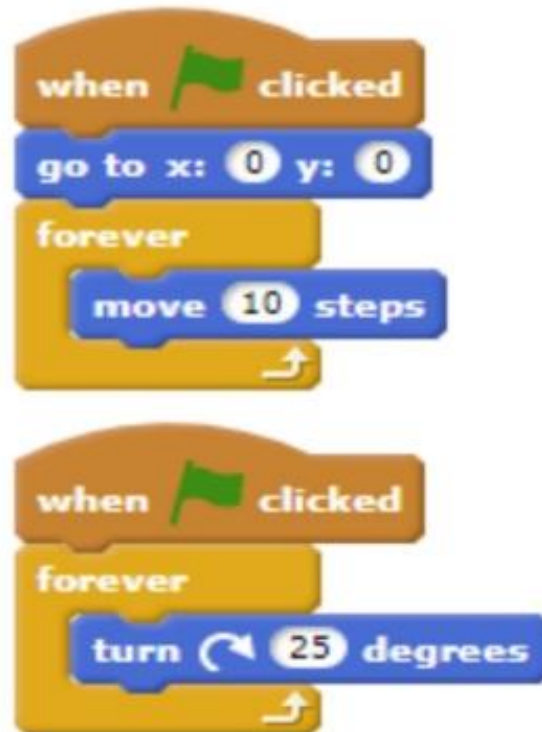 when clicked
go to x: 0 y: 0
forever
move 10 steps
when clicked
forever
turn 25 degrees